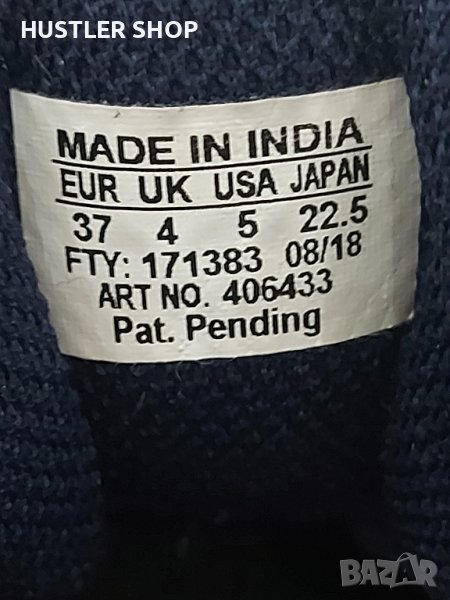 HUSTLER SHOP
MADE IN INDIA
EUR UK USA JAPAN
37 4 5 22.5
FTY: 171383 08/18
ART NO. 406433
Pat. Pending
BAZAR